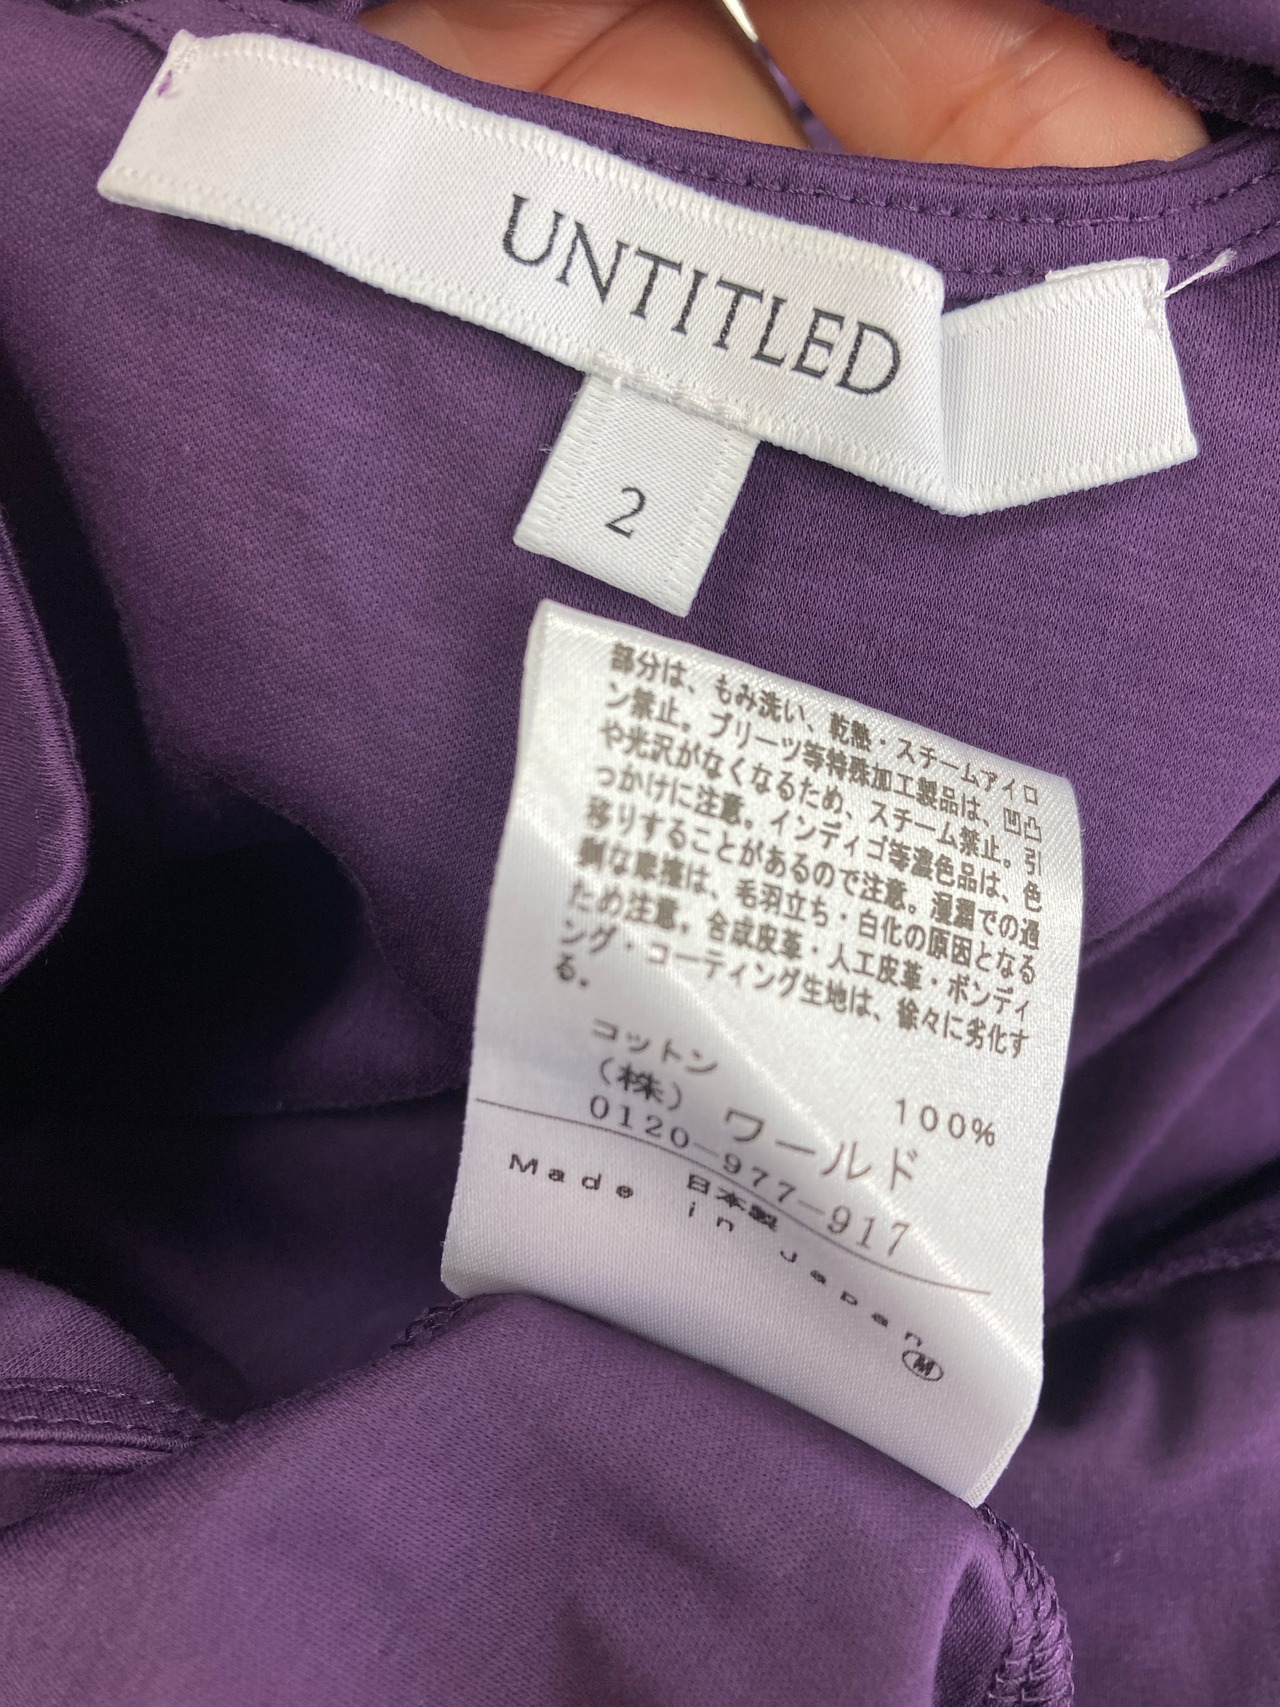 UNTITLED
2
部分は、もみ洗い、乾熱・スチームアイロ
ン禁止。プリーツ等特殊加工製品は、凹凸
や光沢がなくなるため、スチーム禁止。引
っかけに注意。インディゴ等濃色品は、色
移りすることがあるので注意。湿潤での過
剰な摩擦は、毛羽立ち・白化の原因となる
ため注意。合成皮革・人工皮革・ボンディ
ング・コーティング生地は、徐々に劣化す
る。
コットン 100%
(株) ワールド
0120-977-917
日本製
Made in Japan
M